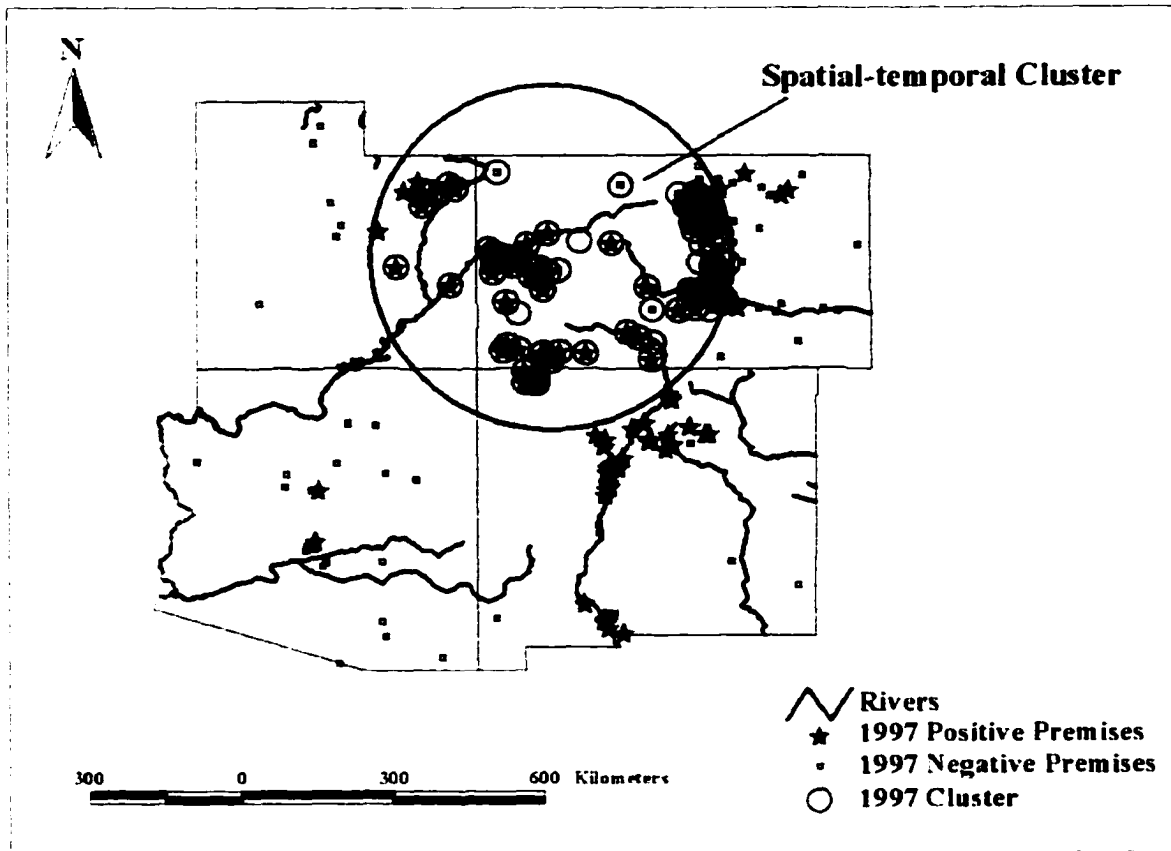 N
Spatial-temporal Cluster
Rivers
1997 Positive Premises
1997 Negative Premises
1997 Cluster
300 0 300 600 Kilometers